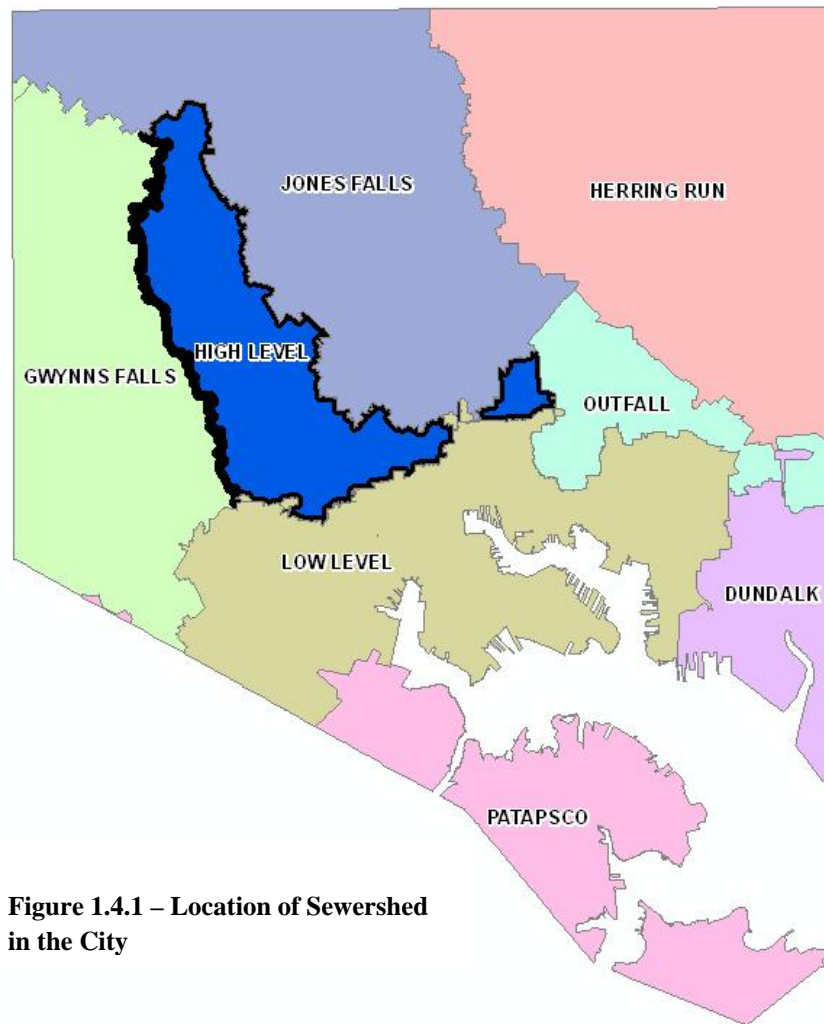 JONES FALLS
HERRING RUN
HIGH LEVEL
GWYNNS FALLS
OUTFALL
LOW LEVEL
DUNDALK
PATAPSCO
Figure 1.4.1 – Location of Sewershed
in the City